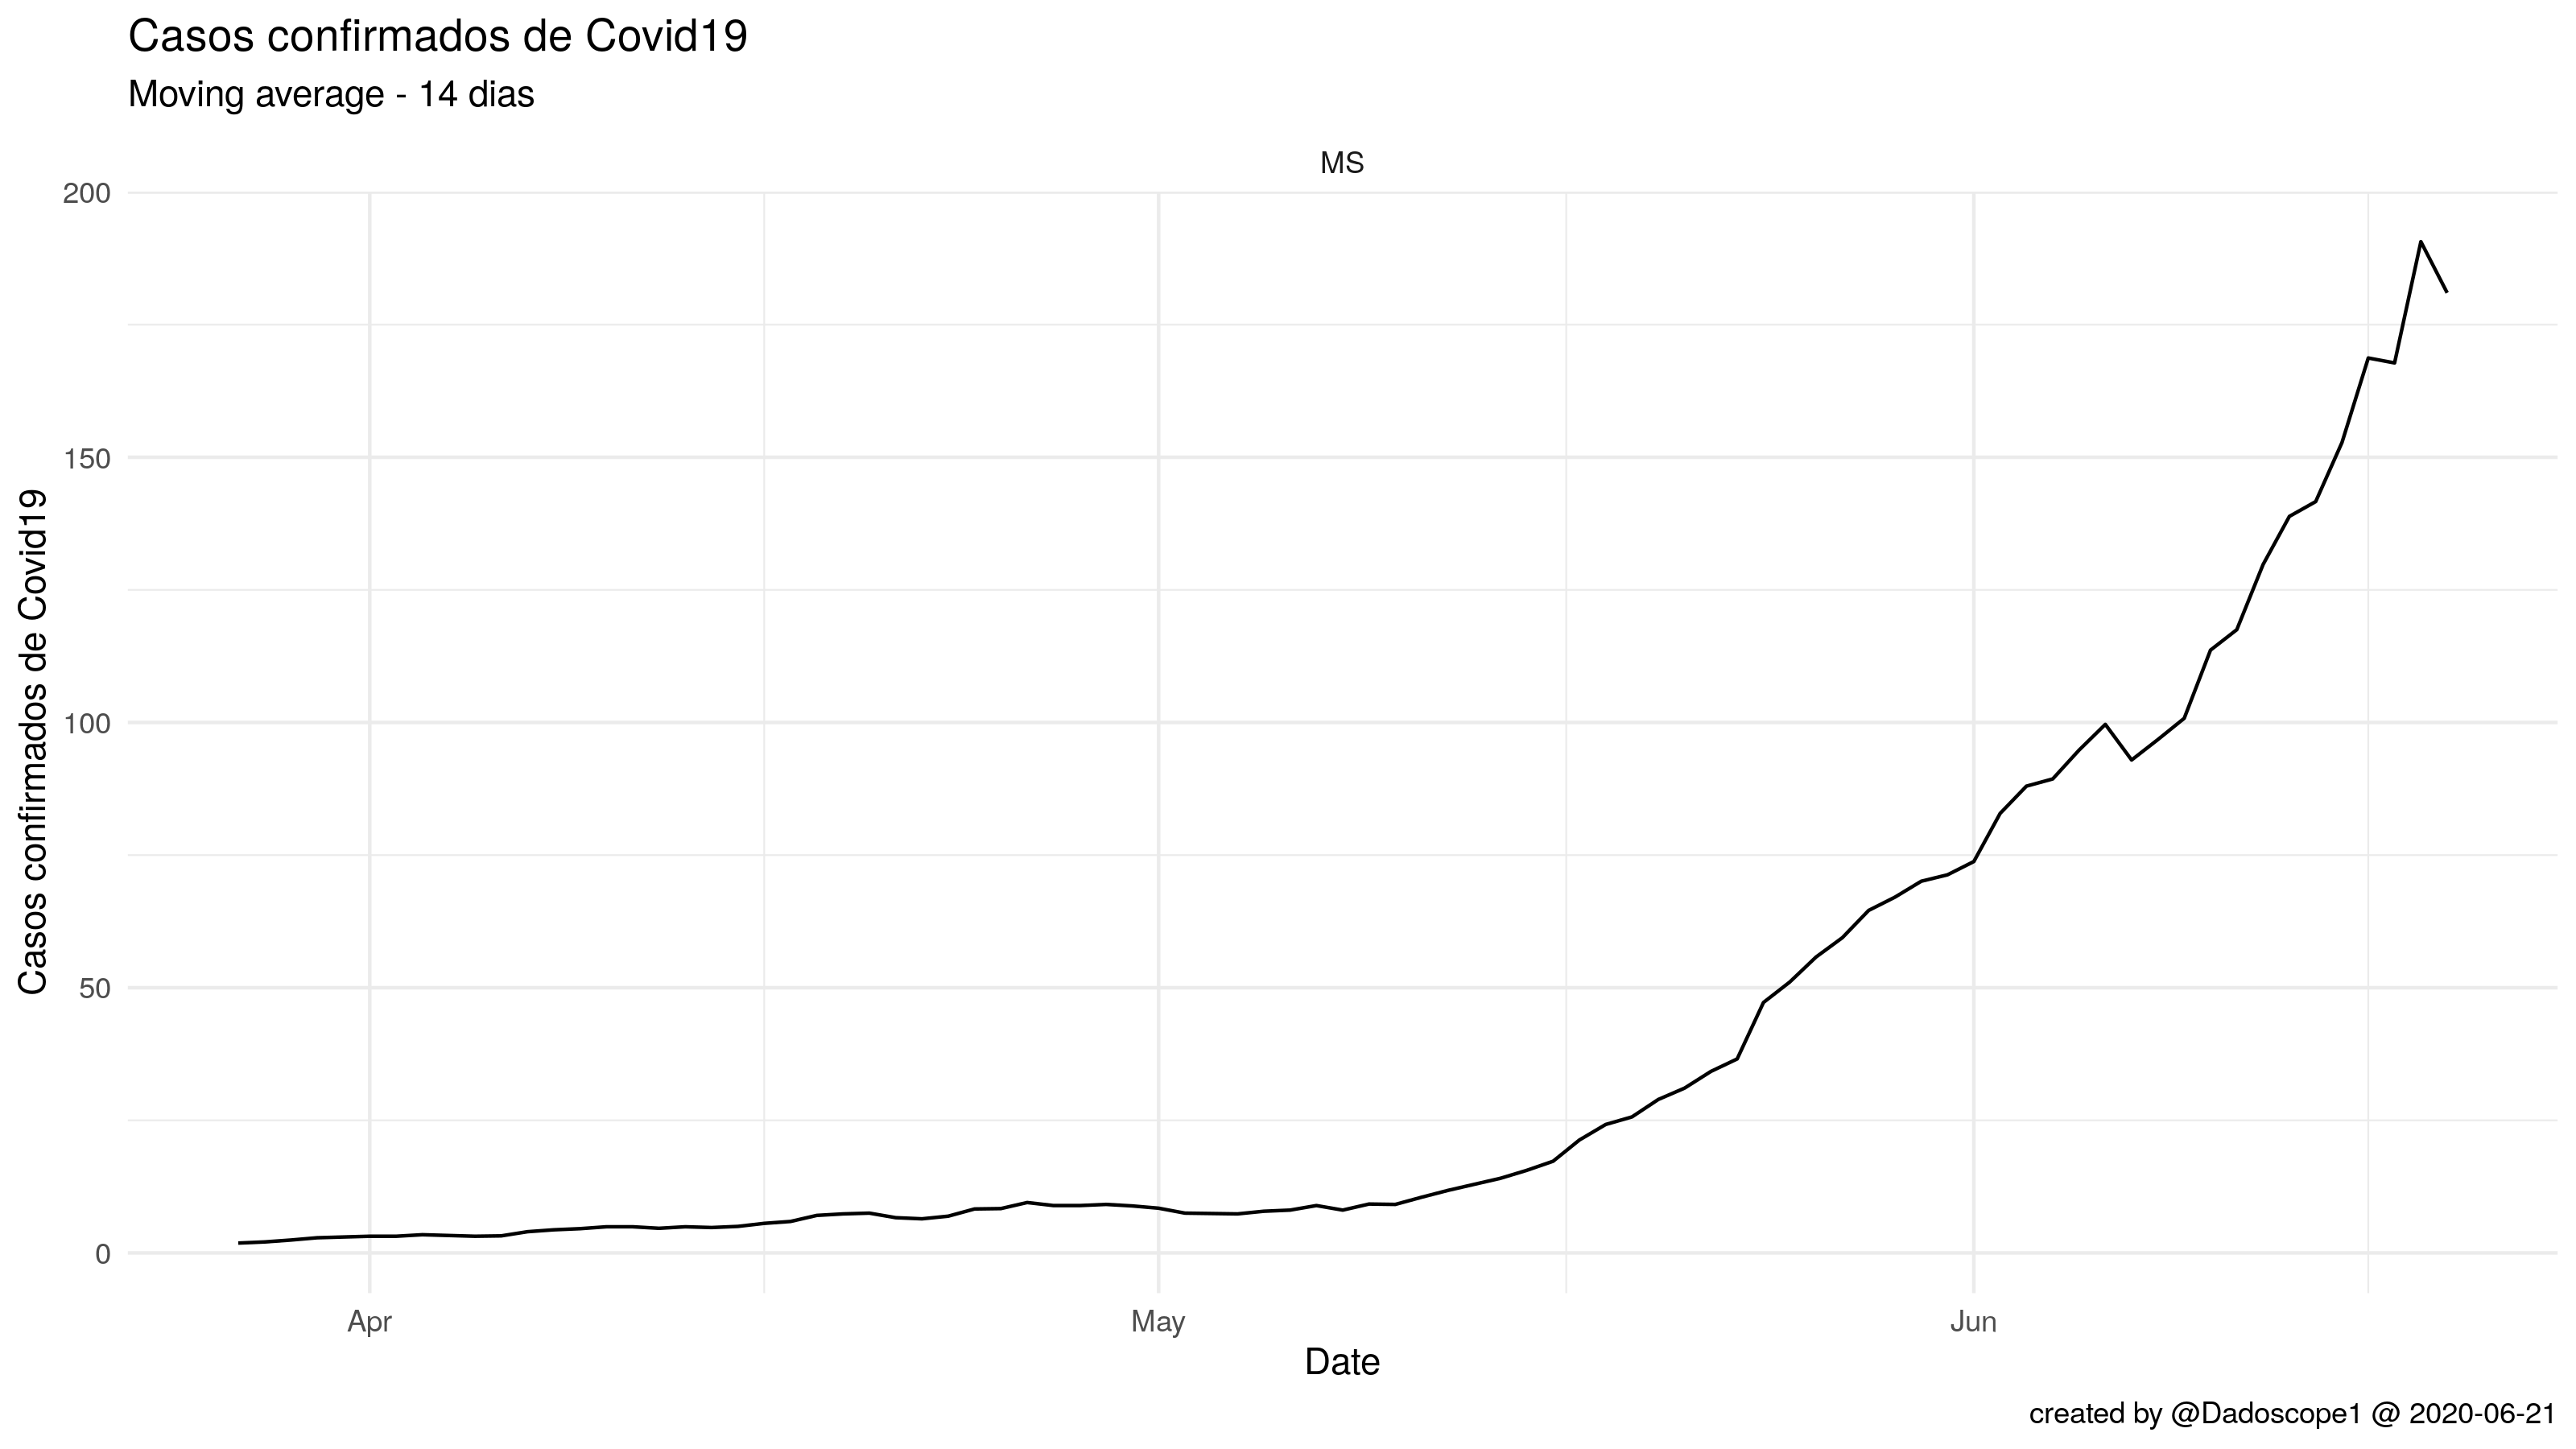 Casos confirmados de Covid19
Moving average - 14 dias
MS
Casos confirmados de Covid19
200
150
100
50
0
Apr
May
Jun
Date
created by @Dadoscope1 @ 2020-06-21